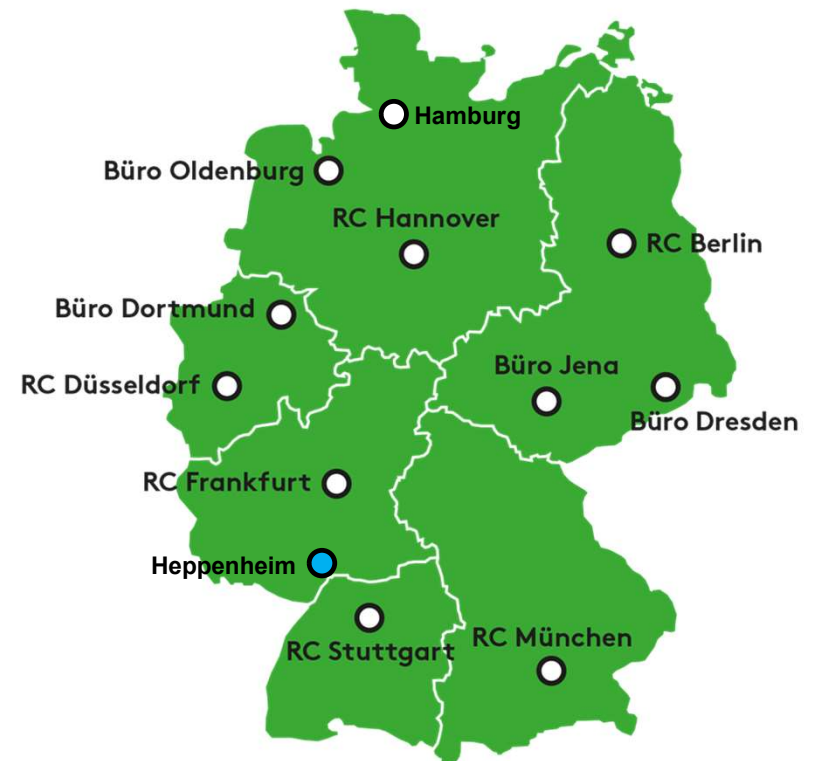 Hamburg
Büro Oldenburg
RC Hannover
RC Berlin
Büro Dortmund
Büro Jena
RC Düsseldorf
Büro Dresden
RC Frankfurt
Heppenheim
RC München
RC Stuttgart